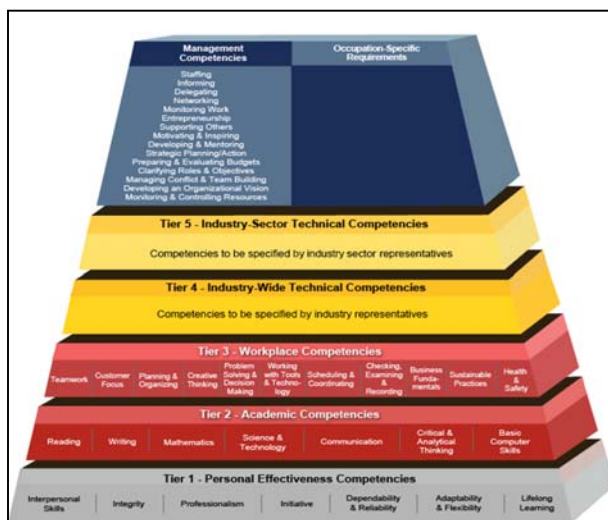 Management
Competencies
Occupation-Specific
Requirements
Staffing
Informing
Delegating
Networking
Monitoring Work
Entrepreneurship
Supporting Others
Motivating & Inspiring
Developing & Mentoring
Strategic Planning/Action
Preparing & Evaluating Budgets
Clarifying Roles & Objectives
Managing Conflict & Team Building
Developing an Organizational Vision
Monitoring & Controlling Resources
Tier 5 - Industry-Sector Technical Competencies
Competencies to be specified by industry sector representatives
Tier 4 - Industry-Wide Technical Competencies
Competencies to be specified by industry representatives
Tier 3 - Workplace Competencies
Teamwork
Customer
Focus
Planning &
Organizing
Creative
Thinking
Problem
Solving &
Decision
Making
Working
with Tools
& Techno-
logy
Scheduling &
Coordinating
Checking,
Examining
& Recording
Business
Funda-
mentals
Sustainable
Practices
Health
&
Safety
Tier 2 - Academic Competencies
Reading
Writing
Mathematics
Science &
Technology
Communication
Critical &
Analytical
Thinking
Basic
Computer
Skills
Tier 1 - Personal Effectiveness Competencies
Interpersonal
Skills
Integrity
Professionalism
Initiative
Dependability
& Reliability
Adaptability
& Flexibility
Lifelong
Learning